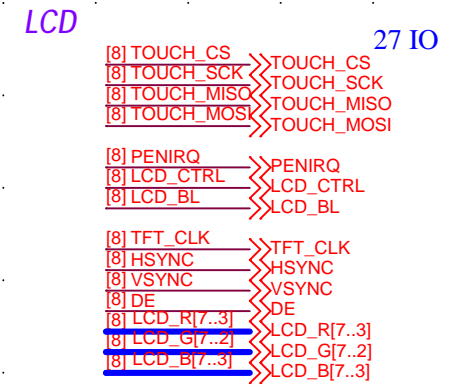 LCD
27 IO
[8] TOUCH_CS TOUCH_CS
[8] TOUCH_SCK TOUCH_SCK
[8] TOUCH_MISO TOUCH_MISO
[8] TOUCH_MOSI TOUCH_MOSI
[8] PENIRQ PENIRQ
[8] LCD_CTRL LCD_CTRL
[8] LCD_BL LCD_BL
[8] TFT_CLK TFT_CLK
[8] HSYNC HSYNC
[8] VSYNC VSYNC
[8] DE DE
[8] LCD_R[7..3] LCD_R[7..3]
[8] LCD_G[7..2] LCD_G[7..2]
[8] LCD_B[7..3] LCD_B[7..3]